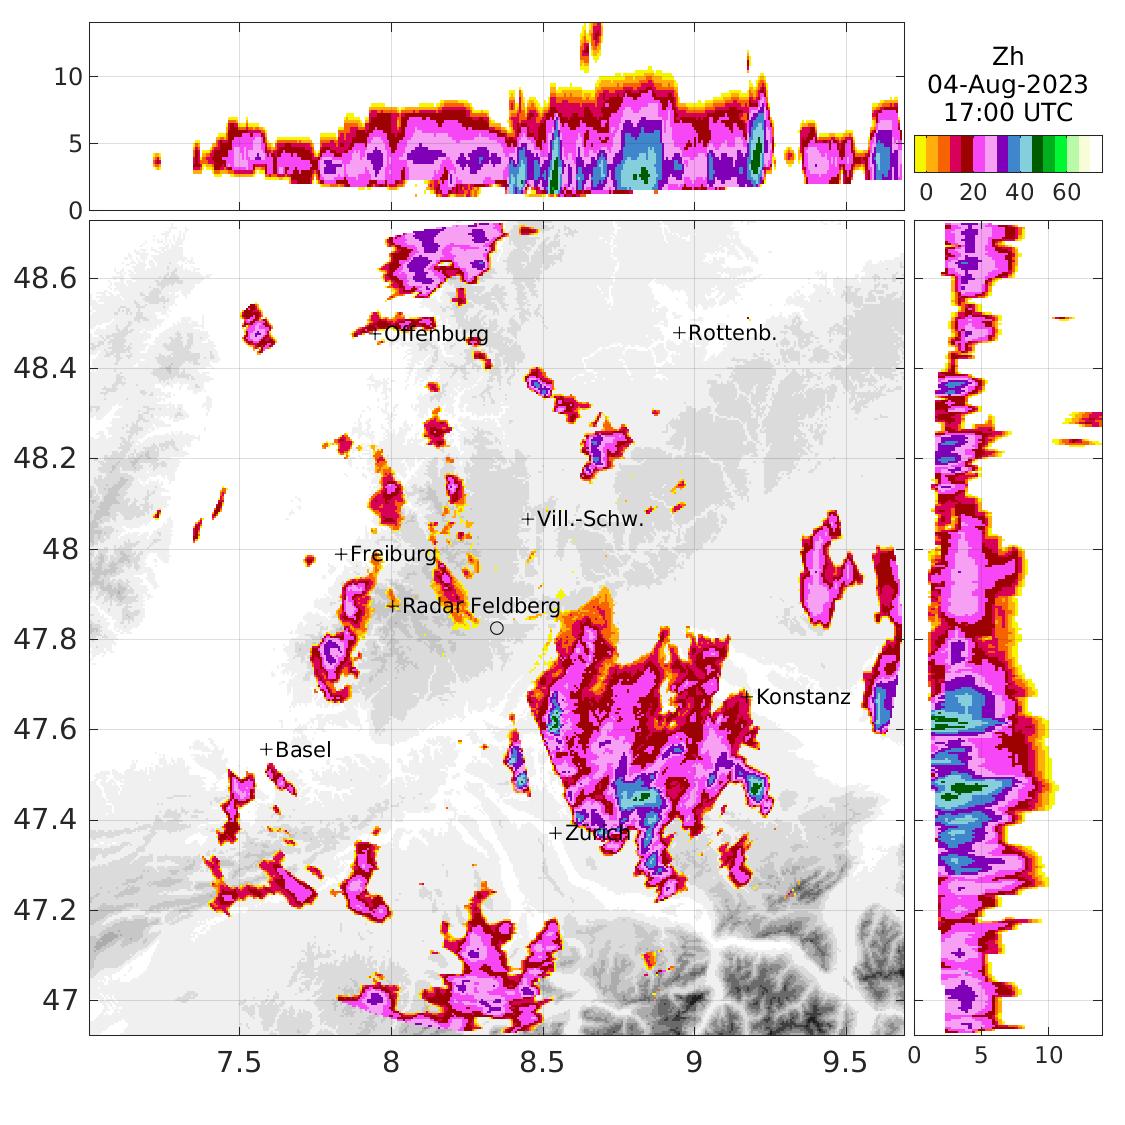 10
5
0
Zh
04-Aug-2023
17:00 UTC
0 20 40 60
48.6
48.4
48.2
48
47.8
47.6
47.4
47.2
47
+Offenburg
+Rottenb.
+Vill.-Schw.
+Freiburg
+Radar Feldberg
+Konstanz
+Basel
+Zürich
7.5 8 8.5 9 9.5
0 5 10